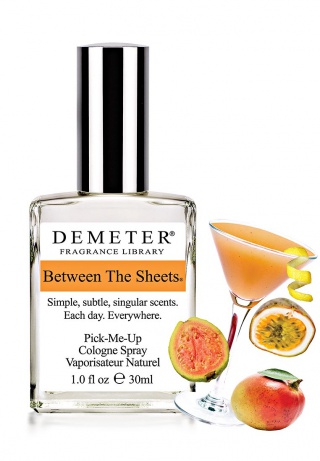 DEMETER®
FRAGRANCE LIBRARY
Between The Sheets®
Simple, subtle, singular scents.
Each day. Everywhere.
Pick-Me-Up
Cologne Spray
Vaporisateur Naturel
1.0 fl oz ℮ 30ml